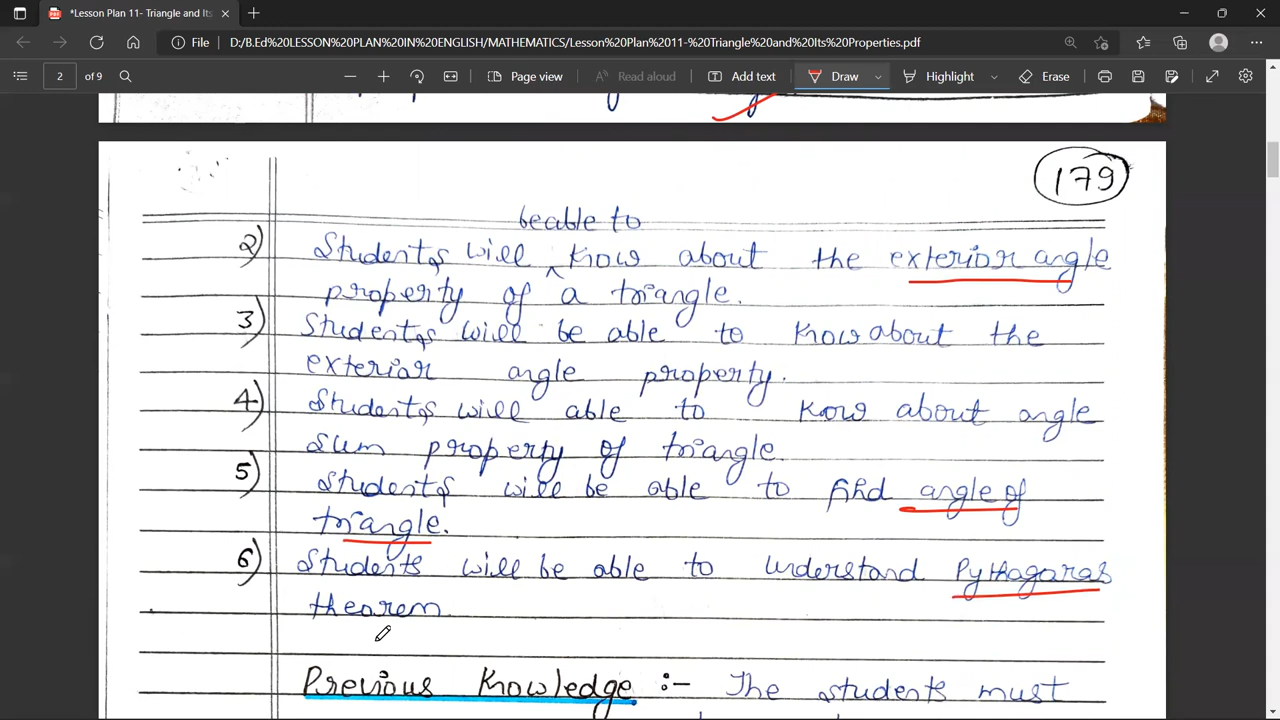 *Lesson Plan 11- Triangle and Its
File D:/B.Ed%20LESSON%20PLAN%20IN%20ENGLISH/MATHEMATICS/Lesson%20Plan%2011-%20Triangle%20and%20Its%20Properties.pdf
2 of 9 Page view Read aloud Add text Draw Highlight Erase
179
be able to
2) Students will ^ know about the exterior angle
property of a triangle.
3) Students will be able to know about the
exterior angle property.
4) Students will able to know about angle
sum property of triangle.
5) Students will be able to find angle of
triangle.
6) Students will be able to understand Pythagoras
theorem
Previous Knowledge :- The students must